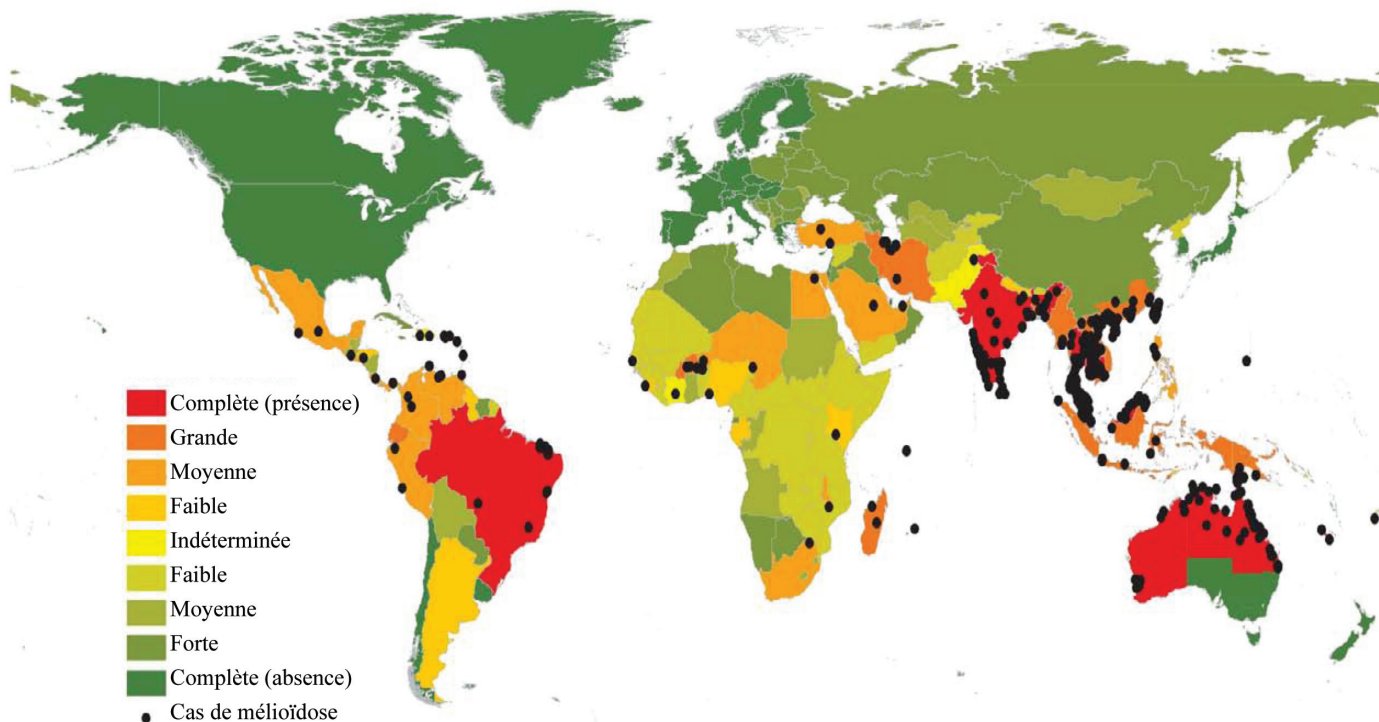 Complète (présence)
Grande
Moyenne
Faible
Indéterminée
Faible
Moyenne
Forte
Complète (absence)
Cas de mélioïdose